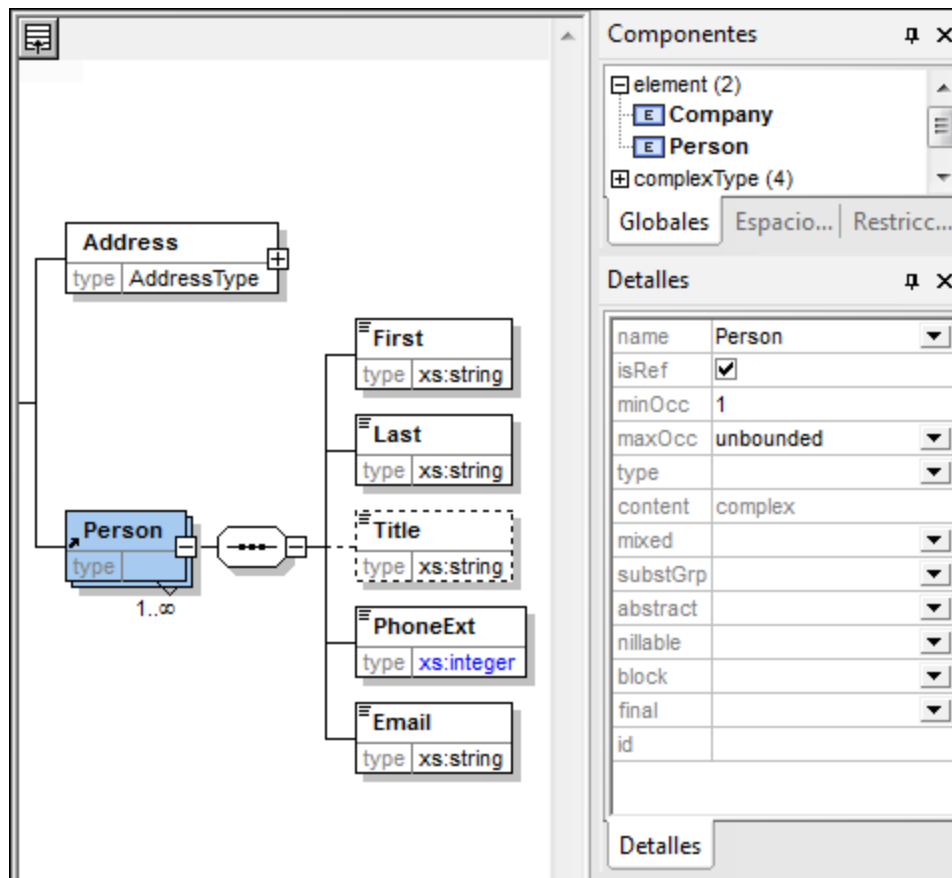 Address
type AddressType
First
type xs:string
Last
type xs:string
Person
type
1..∞
Title
type xs:string
PhoneExt
type xs:integer
Email
type xs:string
Componentes
element (2)
E Company
E Person
complexType (4)
Globales Espacio... Restricc...
Detalles
name Person
isRef
minOcc 1
maxOcc unbounded
type
content complex
mixed
substGrp
abstract
nillable
block
final
id
Detalles